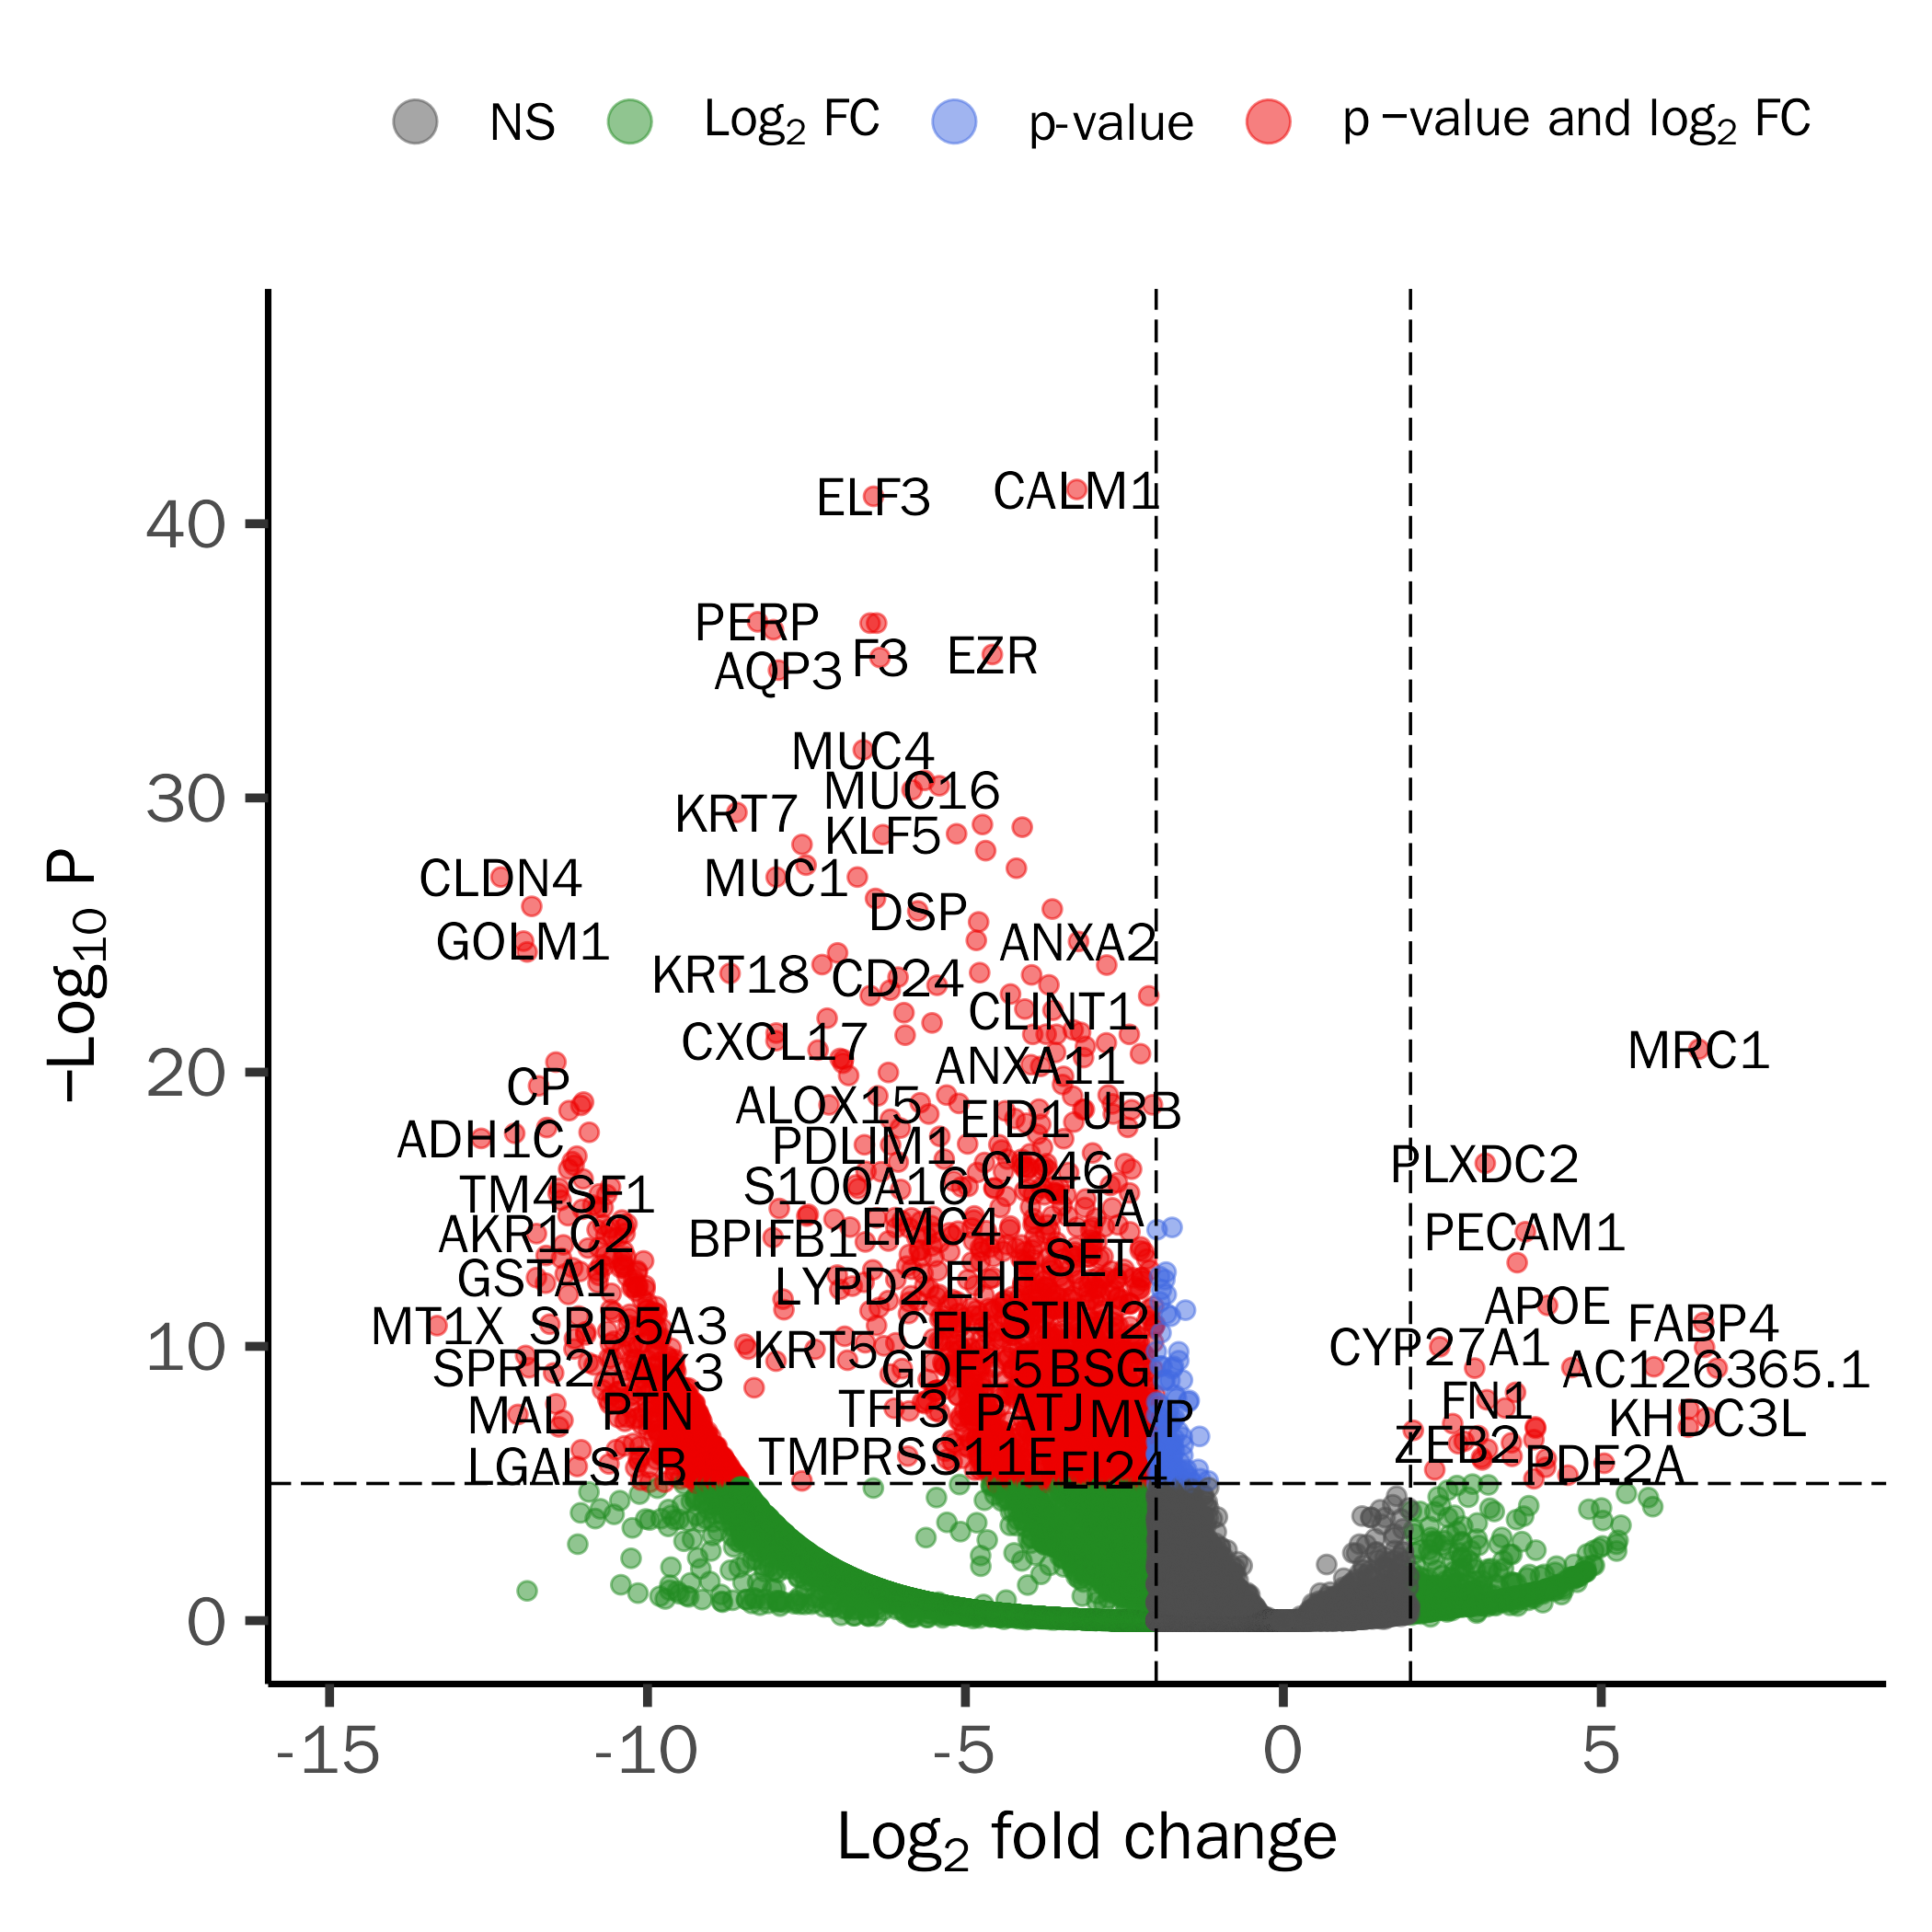 NS Log2 FC p-value p −value and log2 FC
ELF3 CALM1
PERP
AQP3 F3 EZR
MUC4
MUC16
KRT7 KLF5
CLDN4 MUC1
DSP
GOLM1 ANXA2
KRT18 CD24
CLINT1
CXCL17
MRC1
ANXA11
CP
ALOX15 EID1 UBB
ADH1C PDLIM1
PLXDC2
CD46
TM4SF1 S100A16
CLTA
AKR1C2 BPIFB1 EMC4 PECAM1
SET
GSTA1 LYPD2 EHF
APOE FABP4
MT1X SRD5A3 CFH STIM2
KRT5 CYP27A1
SPRR2A AK3 GDF15 BSG AC126365.1
FN1
MAL PTN TFF3 PATJ MVP KHDC3L
ZEB2
LGALS7B TMPRSS11E EI24 PDE2A
40
30
20
10
0
−Log10 P
-15 -10 -5 0 5
Log2 fold change